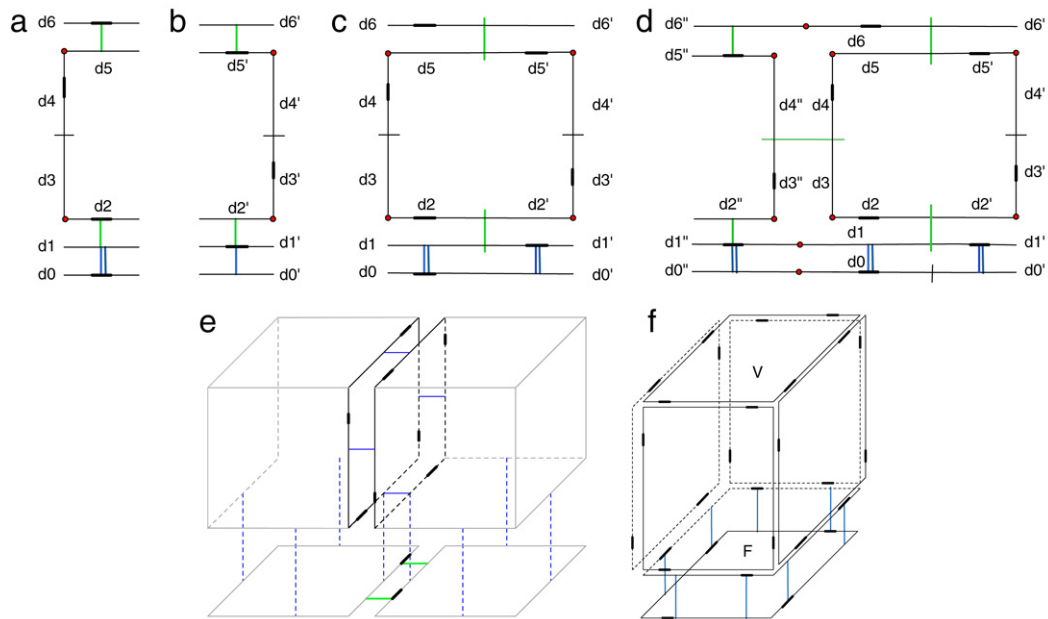 a
d6
d5
d4
d3
d2
d1
d0
b
d6'
d5'
d4'
d3'
d2'
d1'
d0'
c
d6
d6'
d5
d5'
d4
d4'
d3
d3'
d2
d2'
d1
d1'
d0
d0'
d
d6"
d6'
d6
d5"
d5
d5'
d4"
d4
d4'
d3"
d3
d3'
d2"
d2
d2'
d1"
d1
d1'
d0"
d0
d0'
e
f
V
F